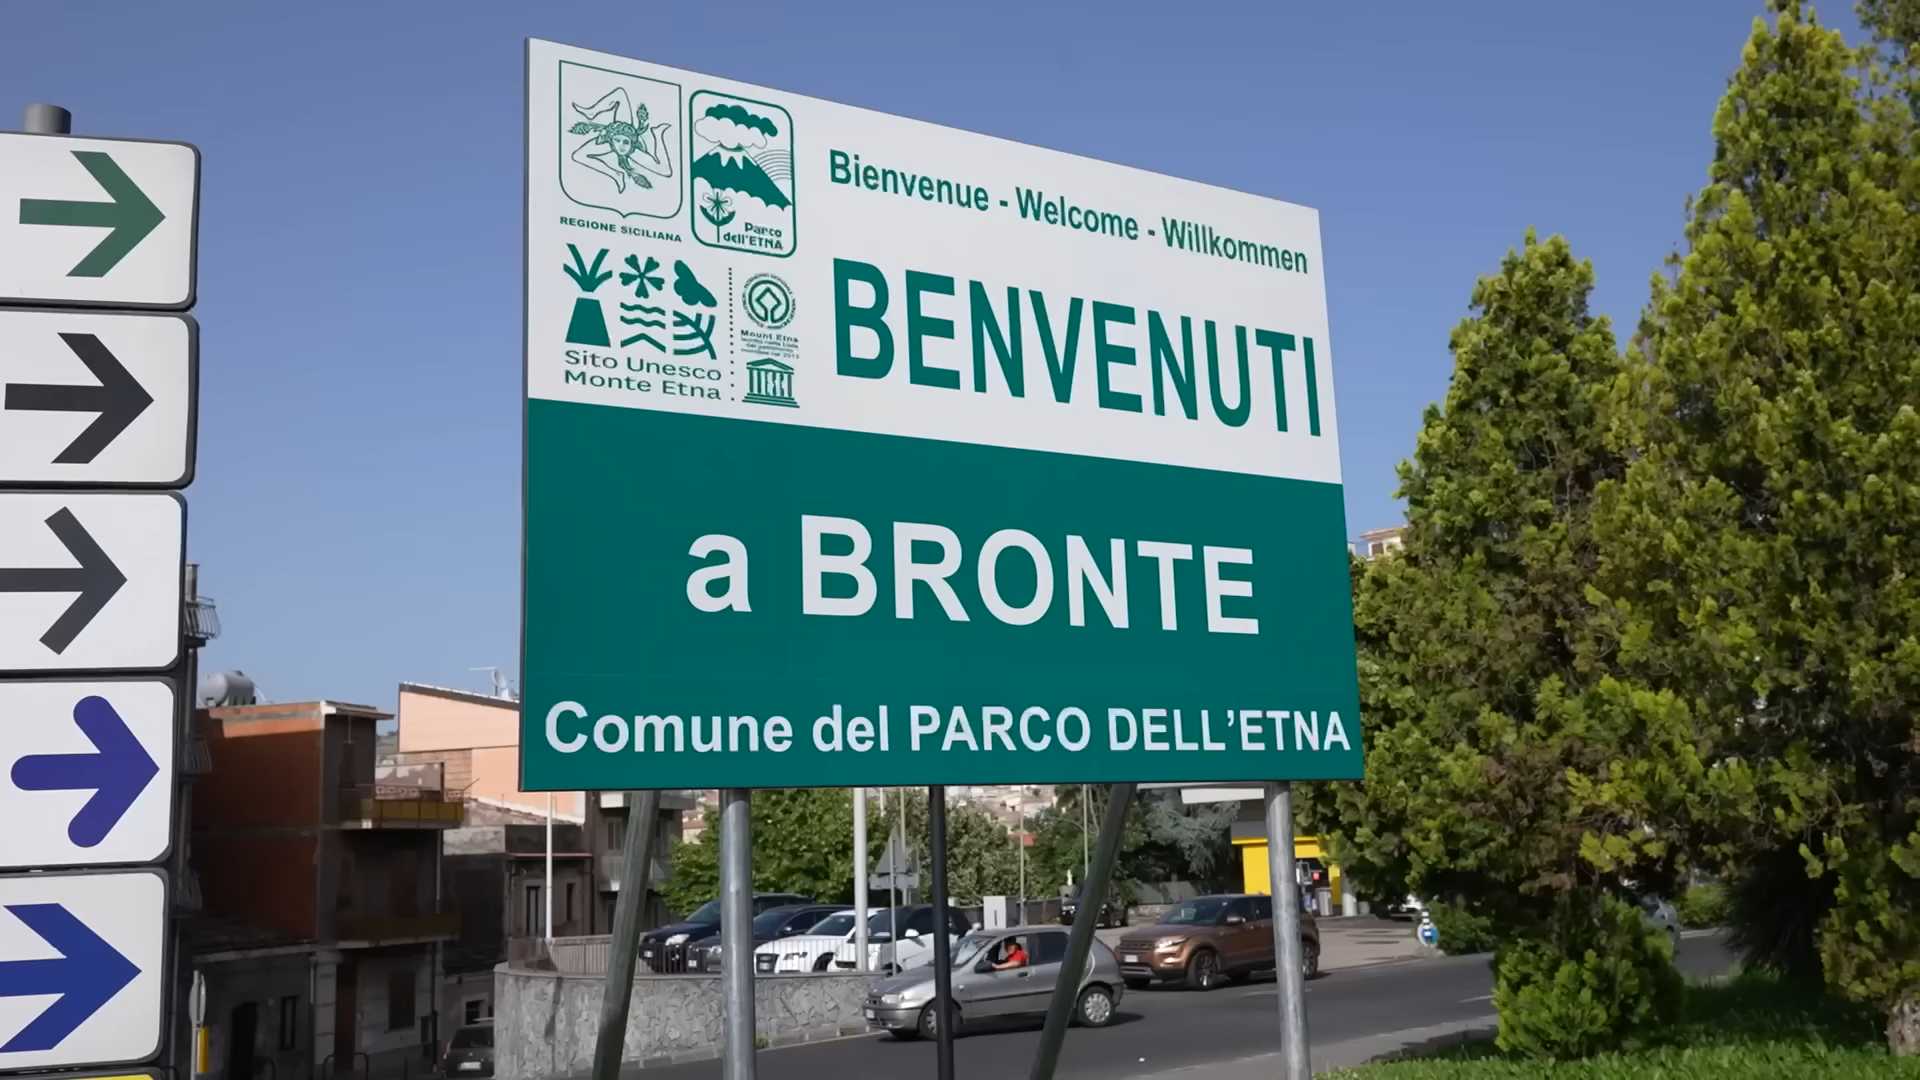 REGIONE SICILIANA
Parco
dell'ETNA
Sito Unesco
Monte Etna
Mount Etna
Bienvenue - Welcome - Willkommen
BENVENUTI
a BRONTE
Comune del PARCO DELL'ETNA